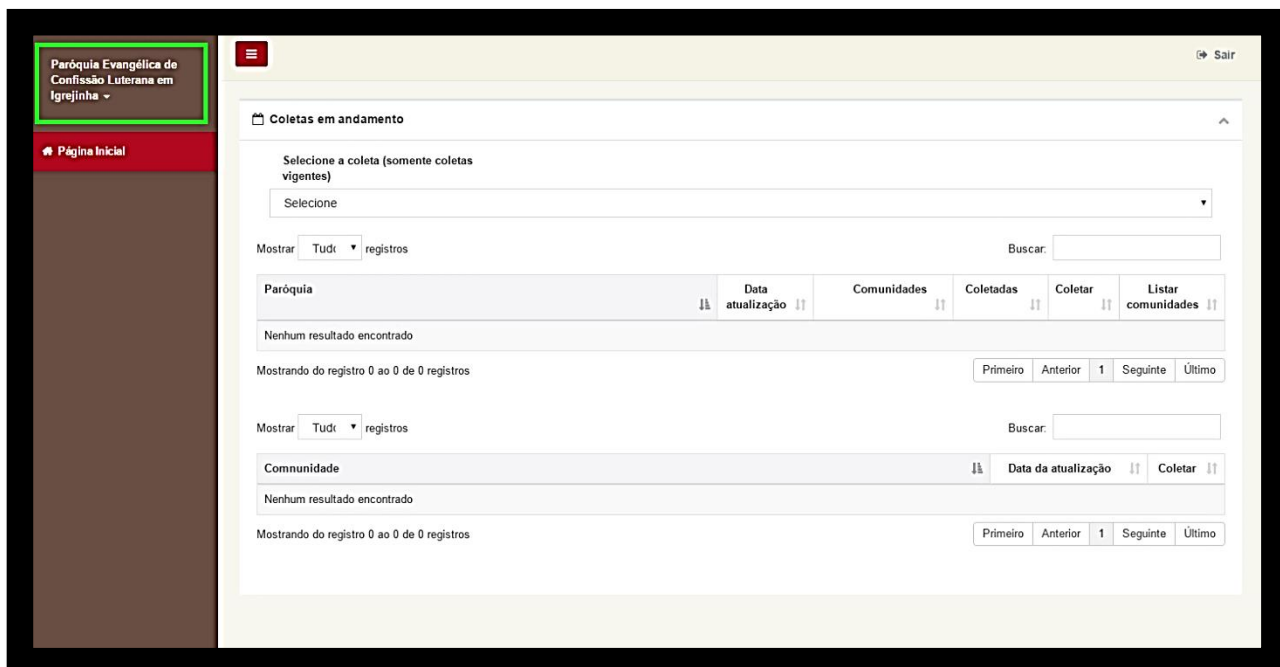 Paróquia Evangélica de
Confissão Luterana em
Igrejinha
Sair
Página Inicial
Coletas em andamento
Selecione a coleta (somente coletas
vigentes)
Selecione
Mostrar Tudo registros Buscar:
Paróquia Data atualização Comunidades Coletadas Coletar Listar comunidades
Nenhum resultado encontrado
Mostrando do registro 0 ao 0 de 0 registros Primeiro Anterior 1 Seguinte Último
Mostrar Tudo registros Buscar:
Comnunidade Data da atualização Coletar
Nenhum resultado encontrado
Mostrando do registro 0 ao 0 de 0 registros Primeiro Anterior 1 Seguinte Último